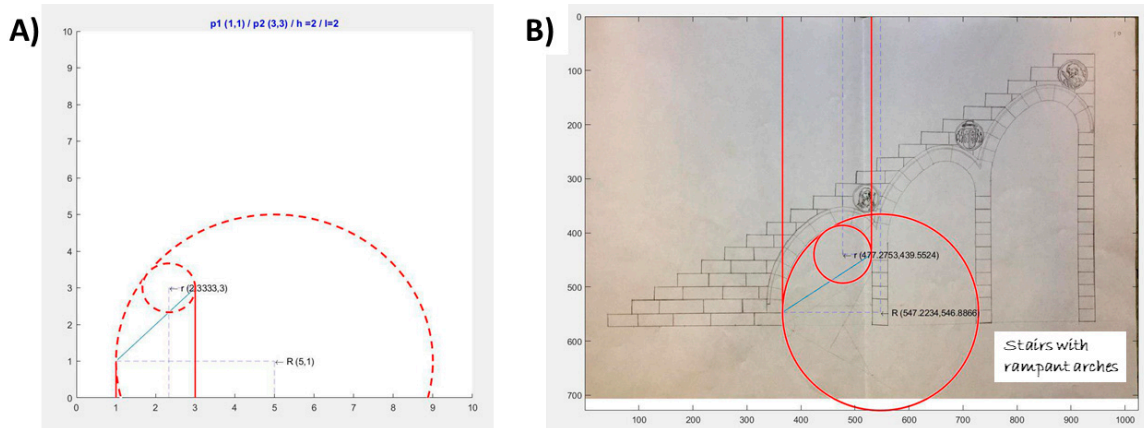 A)
p1 (1,1) / p2 (3,3) / h =2 / l=2
10
9
8
7
6
5
4
3
2
1
0
r (2.3333,3)
R (5,1)
0 1 2 3 4 5 6 7 8 9 10
B)
0
100
200
300
400
500
600
700
r (477.2753,439.5524)
R (547.2234,546.8866)
Stairs with
rampant arches
0 100 200 300 400 500 600 700 800 900 1000